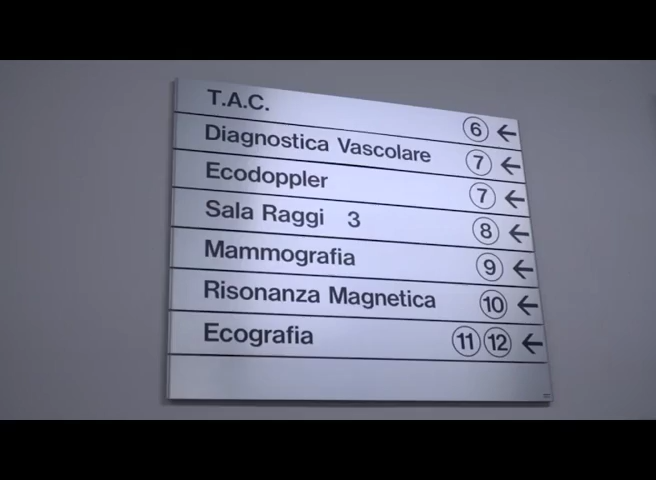 T.A.C. 6 ←
Diagnostica Vascolare 7 ←
Ecodoppler 7 ←
Sala Raggi 3 8 ←
Mammografia 9 ←
Risonanza Magnetica 10 ←
Ecografia 11 12 ←